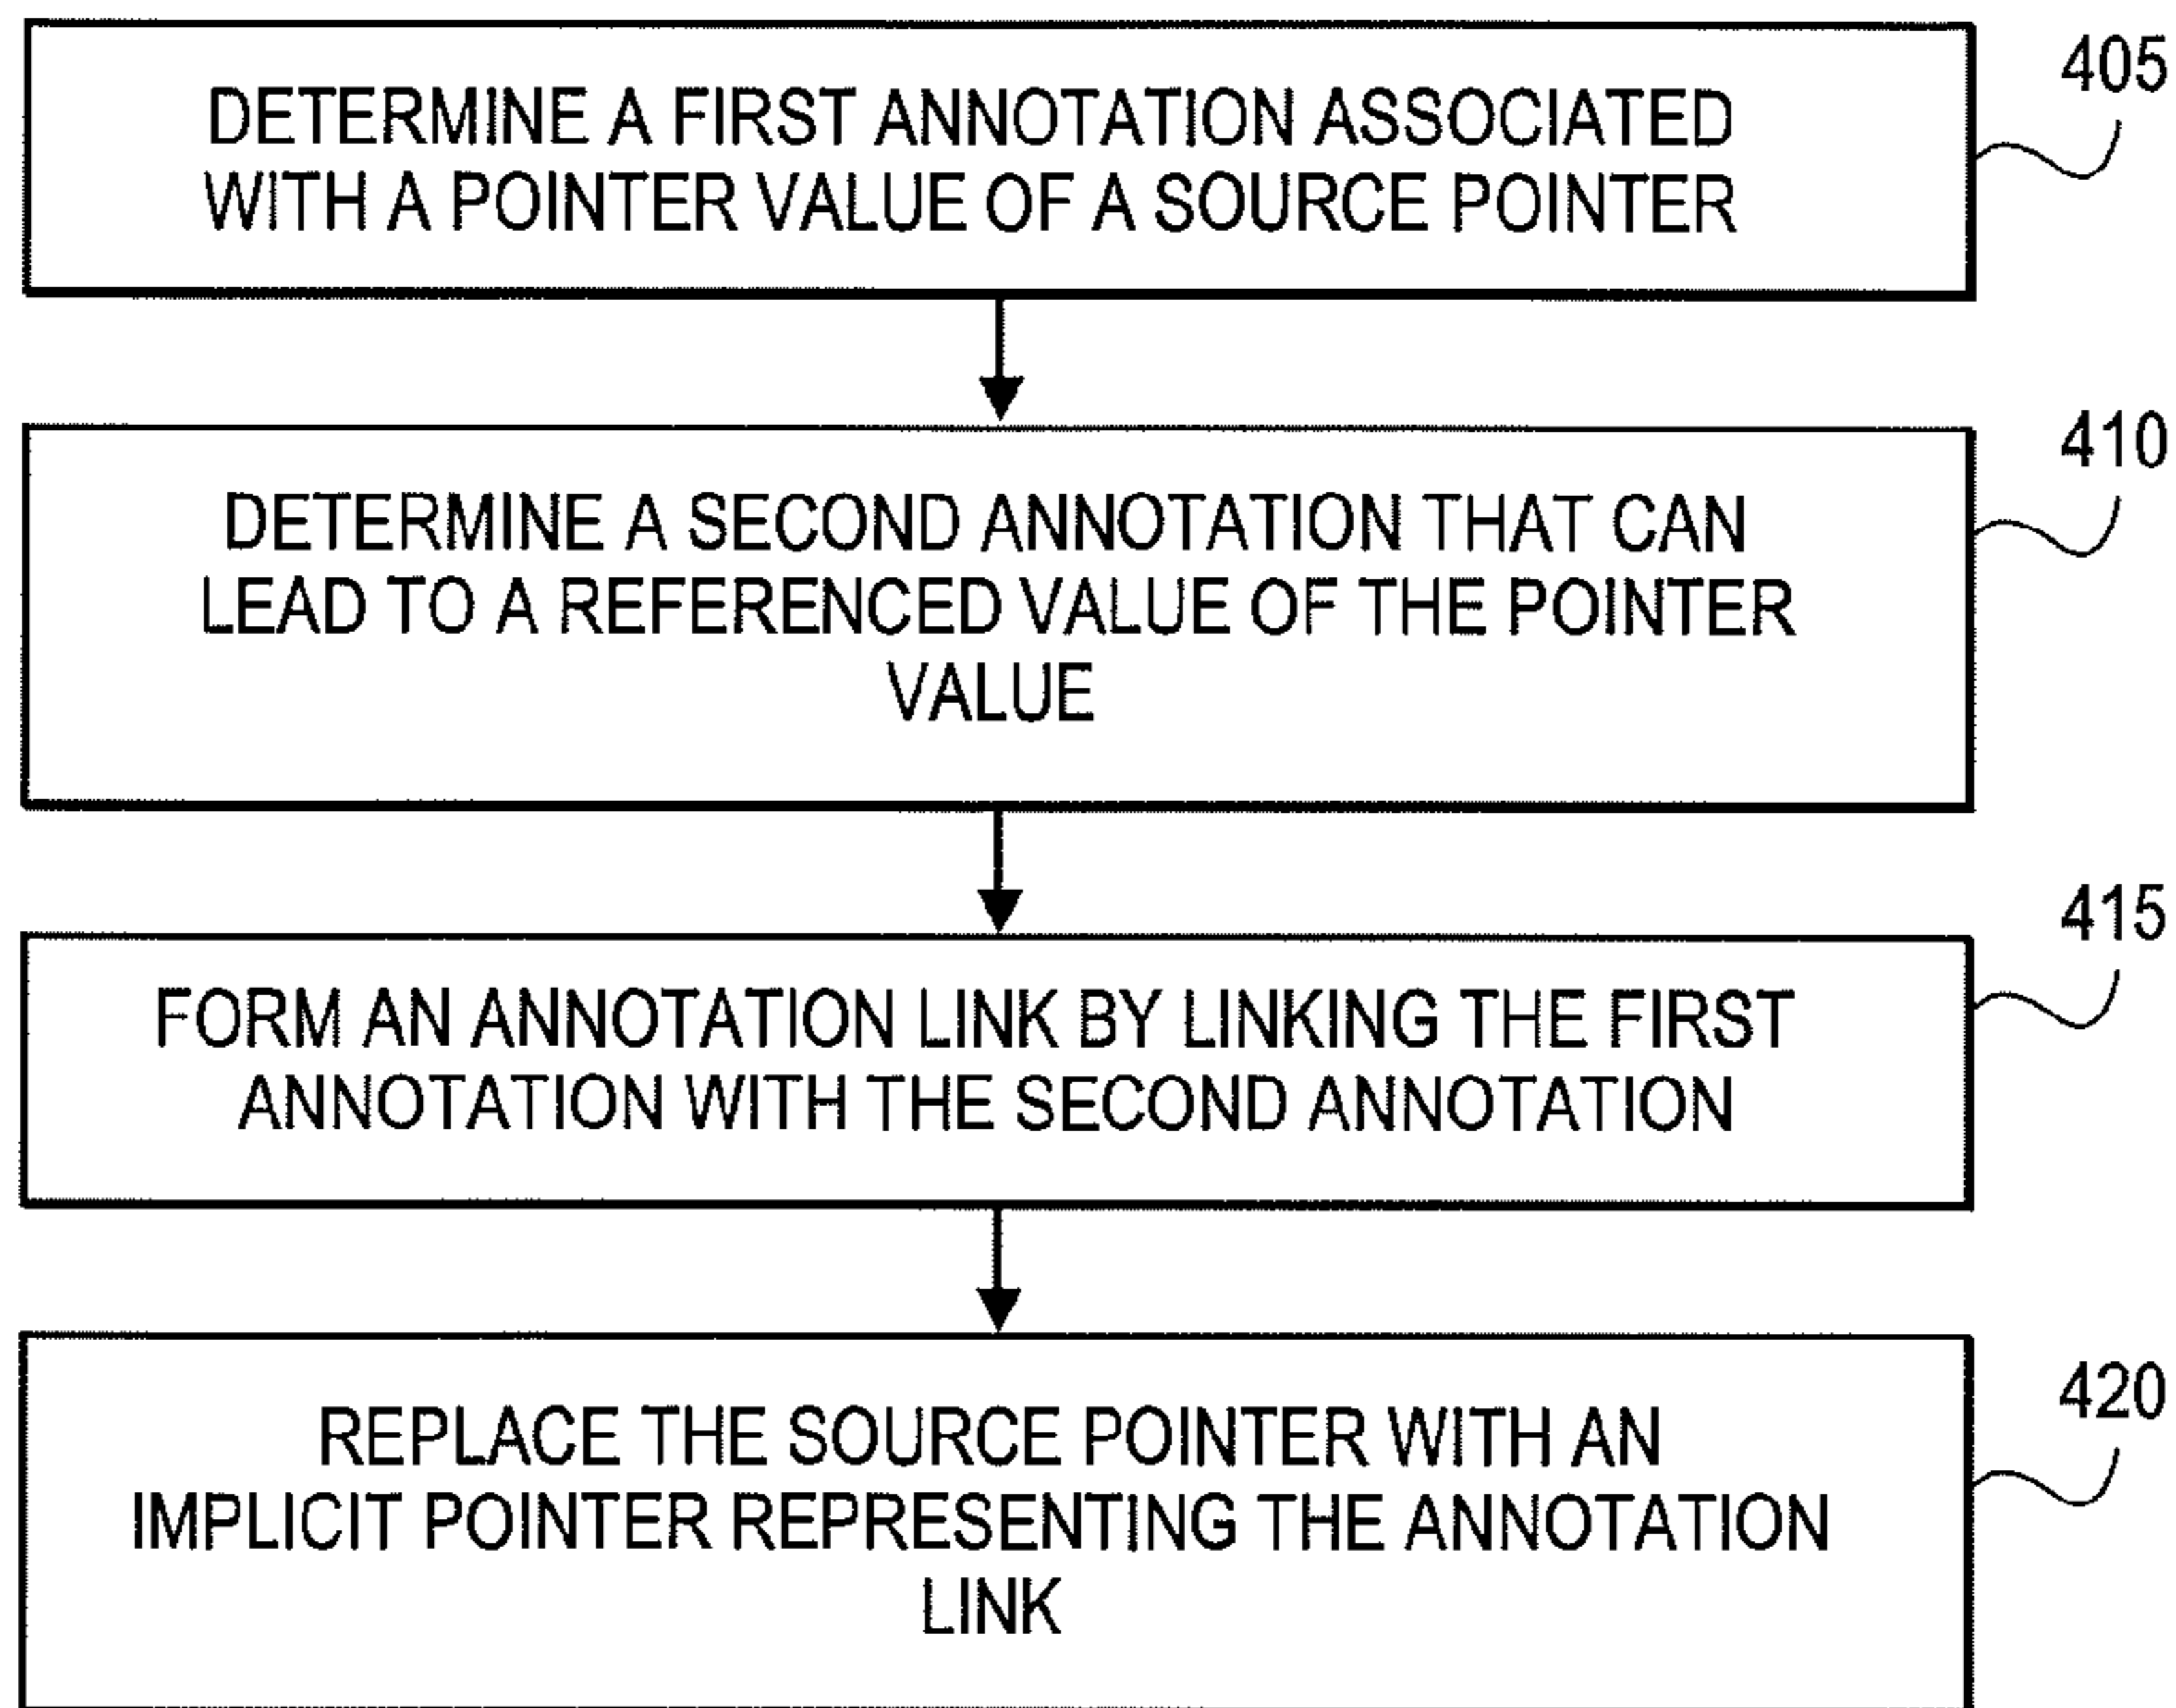 405
DETERMINE A FIRST ANNOTATION ASSOCIATED
WITH A POINTER VALUE OF A SOURCE POINTER
410
DETERMINE A SECOND ANNOTATION THAT CAN
LEAD TO A REFERENCED VALUE OF THE POINTER
VALUE
415
FORM AN ANNOTATION LINK BY LINKING THE FIRST
ANNOTATION WITH THE SECOND ANNOTATION
420
REPLACE THE SOURCE POINTER WITH AN
IMPLICIT POINTER REPRESENTING THE ANNOTATION
LINK